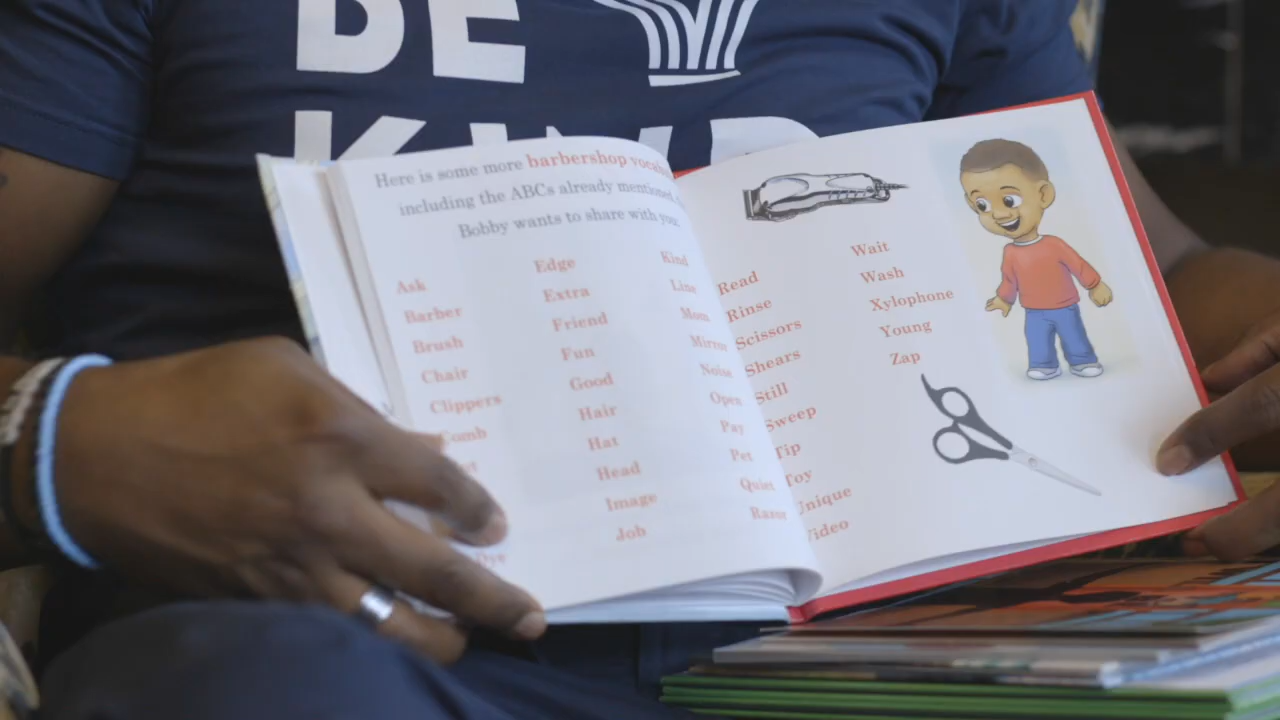 BE
KIND
Here is some more barbershop
including the ABCs already mentioned,
Bobby wants to share with you.
Ask
Barber
Brush
Chair
Clippers
Comb
Dye
Edge
Extra
Friend
Fun
Good
Hair
Hat
Head
Image
Job
Kind
Line
Mom
Mirror
Noise
Open
Pay
Pet
Quiet
Razor
Read
Rinse
Scissors
Shears
Still
Sweep
Tip
Toy
Unique
Video
Wait
Wash
Xylophone
Young
Zap